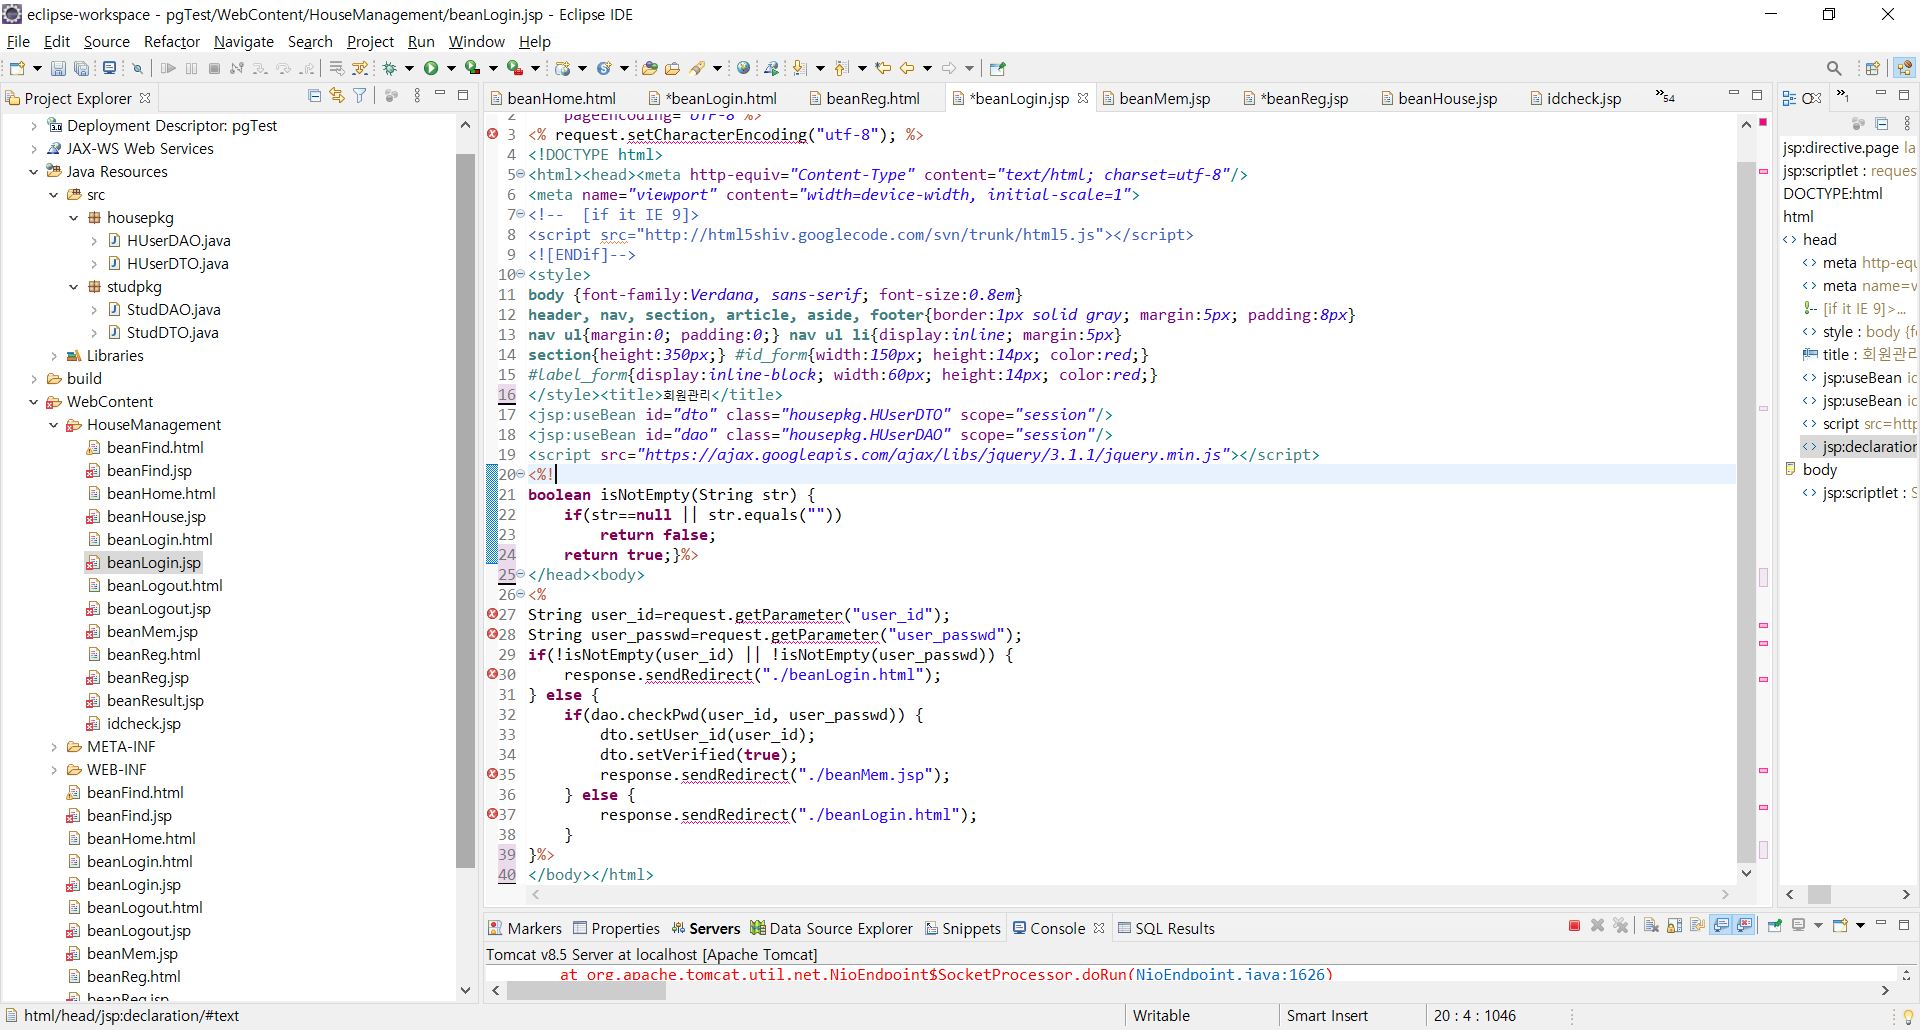 eclipse-workspace - pgTest/WebContent/HouseManagement/beanLogin.jsp - Eclipse IDE
File Edit Source Refactor Navigate Search Project Run Window Help
Project Explorer
Deployment Descriptor: pgTest
JAX-WS Web Services
Java Resources
src
housepkg
HUserDAO.java
HUserDTO.java
studpkg
StudDAO.java
StudDTO.java
Libraries
build
WebContent
HouseManagement
beanFind.html
beanFind.jsp
beanHome.html
beanHouse.jsp
beanLogin.html
beanLogin.jsp
beanLogout.html
beanLogout.jsp
beanMem.jsp
beanReg.html
beanReg.jsp
beanResult.jsp
idcheck.jsp
META-INF
WEB-INF
beanFind.html
beanFind.jsp
beanHome.html
beanLogin.html
beanLogin.jsp
beanLogout.html
beanLogout.jsp
beanMem.jsp
beanReg.html
beanReg.jsp
beanHome.html *beanLogin.html beanReg.html *beanLogin.jsp beanMem.jsp *beanReg.jsp beanHouse.jsp idcheck.jsp »54
2 pageEncoding="UTF-8"%>
3 <% request.setCharacterEncoding("utf-8"); %>
4 <!DOCTYPE html>
5 <html><head><meta http-equiv="Content-Type" content="text/html; charset=utf-8"/>
6 <meta name="viewport" content="width=device-width, initial-scale=1">
7 <!--  [if it IE 9]>
8 <script src="http://html5shiv.googlecode.com/svn/trunk/html5.js"></script>
9 <![ENDif]-->
10 <style>
11 body {font-family:Verdana, sans-serif; font-size:0.8em}
12 header, nav, section, article, aside, footer{border:1px solid gray; margin:5px; padding:8px}
13 nav ul{margin:0; padding:0;} nav ul li{display:inline; margin:5px}
14 section{height:350px;} #id_form{width:150px; height:14px; color:red;}
15 #label_form{display:inline-block; width:60px; height:14px; color:red;}
16 </style><title>회원관리</title>
17 <jsp:useBean id="dto" class="housepkg.HUserDTO" scope="session"/>
18 <jsp:useBean id="dao" class="housepkg.HUserDAO" scope="session"/>
19 <script src="https://ajax.googleapis.com/ajax/libs/jquery/3.1.1/jquery.min.js"></script>
20 <%!
21 boolean isNotEmpty(String str) {
22     if(str==null || str.equals(""))
23         return false;
24     return true;}%>
25 </head><body>
26 <%
27 String user_id=request.getParameter("user_id");
28 String user_passwd=request.getParameter("user_passwd");
29 if(!isNotEmpty(user_id) || !isNotEmpty(user_passwd)) {
30     response.sendRedirect("./beanLogin.html");
31 } else {
32     if(dao.checkPwd(user_id, user_passwd)) {
33         dto.setUser_id(user_id);
34         dto.setVerified(true);
35         response.sendRedirect("./beanMem.jsp");
36     } else {
37         response.sendRedirect("./beanLogin.html");
38     }
39 }%>
40 </body></html>
»1
jsp:directive.page la
jsp:scriptlet : reques
DOCTYPE:html
html
head
meta http-equ
meta name=v
[if it IE 9]>...
style : body {f
title : 회원관리
jsp:useBean id
jsp:useBean id
script src=http
jsp:declaration
body
jsp:scriptlet : S
Markers Properties Servers Data Source Explorer Snippets Console SQL Results
Tomcat v8.5 Server at localhost [Apache Tomcat]
at org.apache.tomcat.util.net.NioEndpoint$SocketProcessor.doRun(NioEndpoint.java:1626)
html/head/jsp:declaration/#text Writable Smart Insert 20 : 4 : 1046